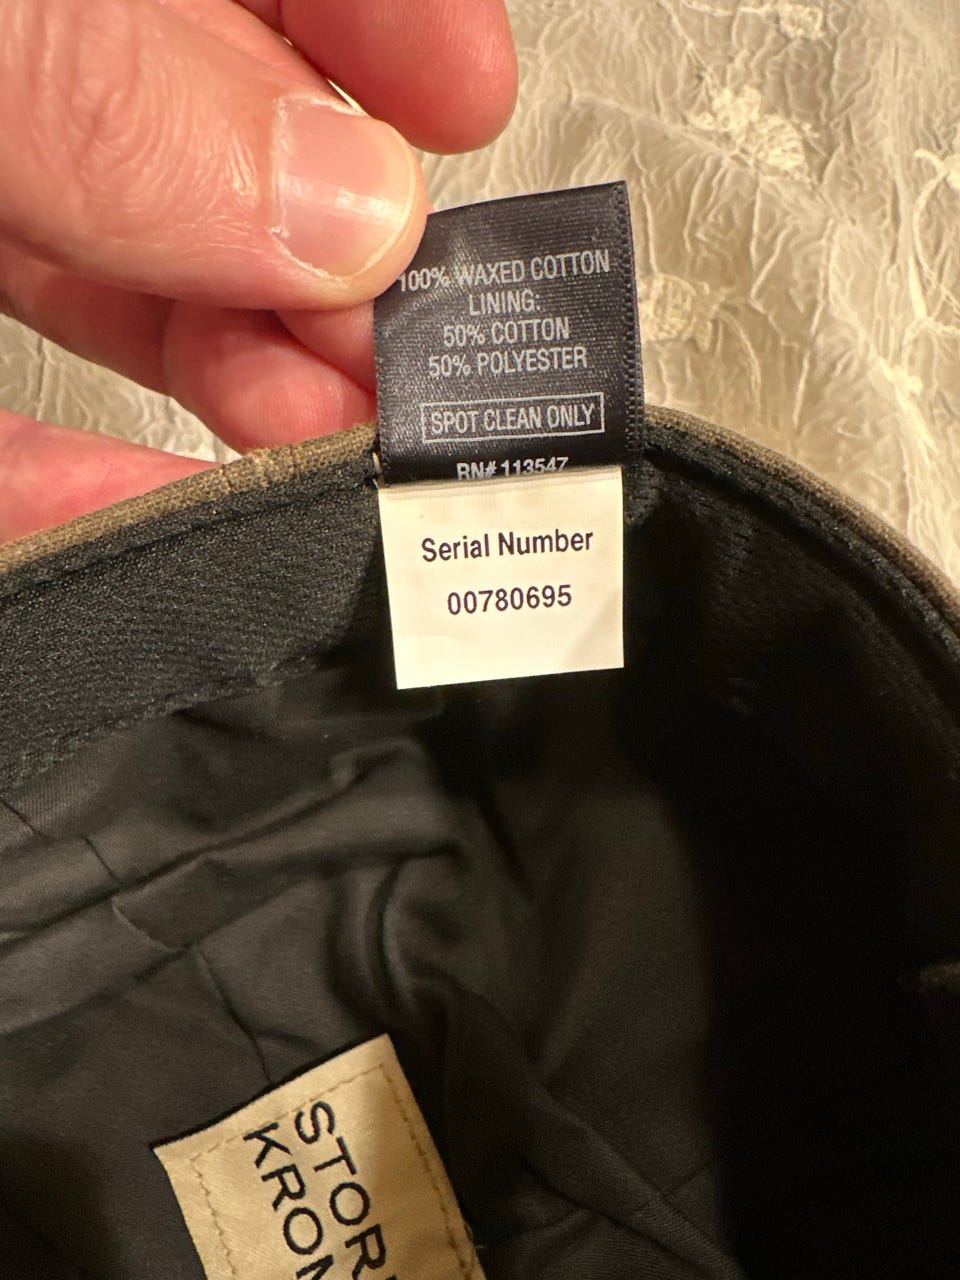 100% WAXED COTTON
LINING:
50% COTTON
50% POLYESTER
SPOT CLEAN ONLY
RN# 113547
Serial Number
00780695
STOR
KRON